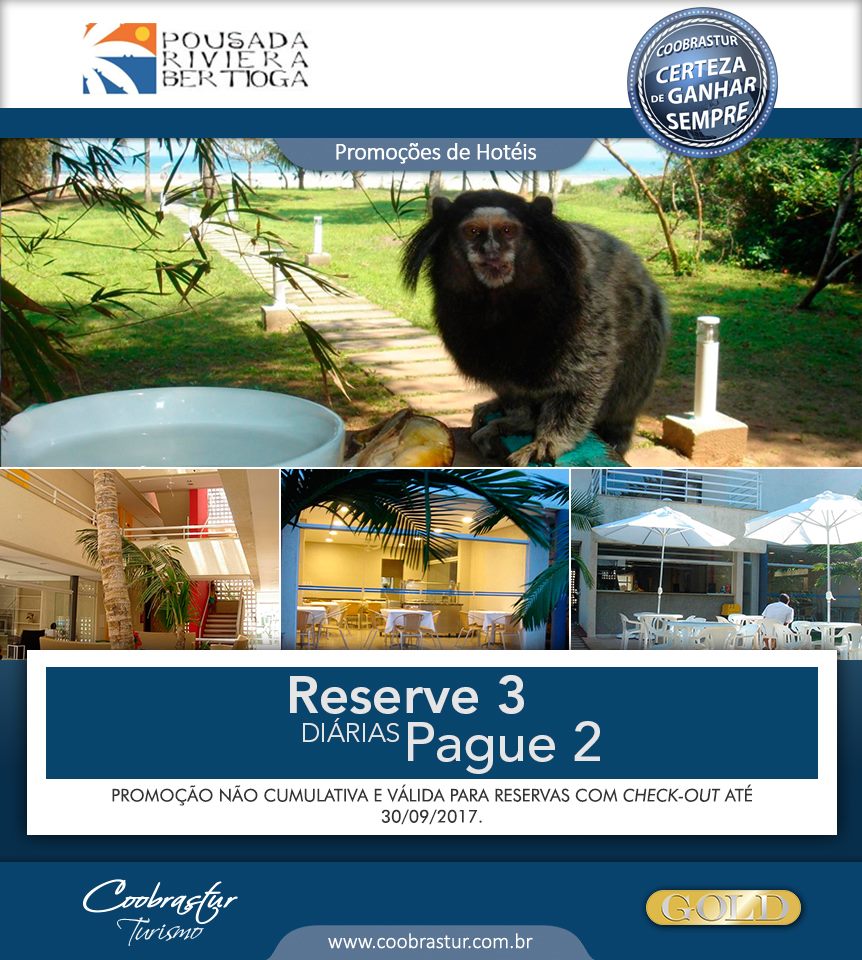 POUSADA
RIVIERA
BERTIOGA
COOBRASTUR
CERTEZA
DE GANHAR
SEMPRE
Promoções de Hotéis
Reserve 3
DIÁRIAS Pague 2
PROMOÇÃO NÃO CUMULATIVA E VÁLIDA PARA RESERVAS COM CHECK-OUT ATÉ
30/09/2017.
Coobrastur
Turismo
GOLD
www.coobrastur.com.br